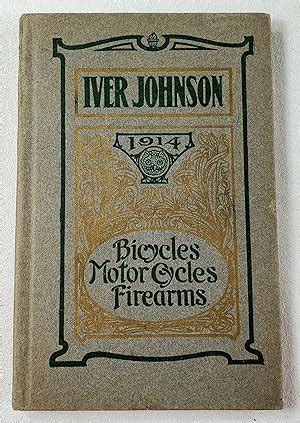 IVER JOHNSON
1914
Bicycles
Motor Cycles
Firearms